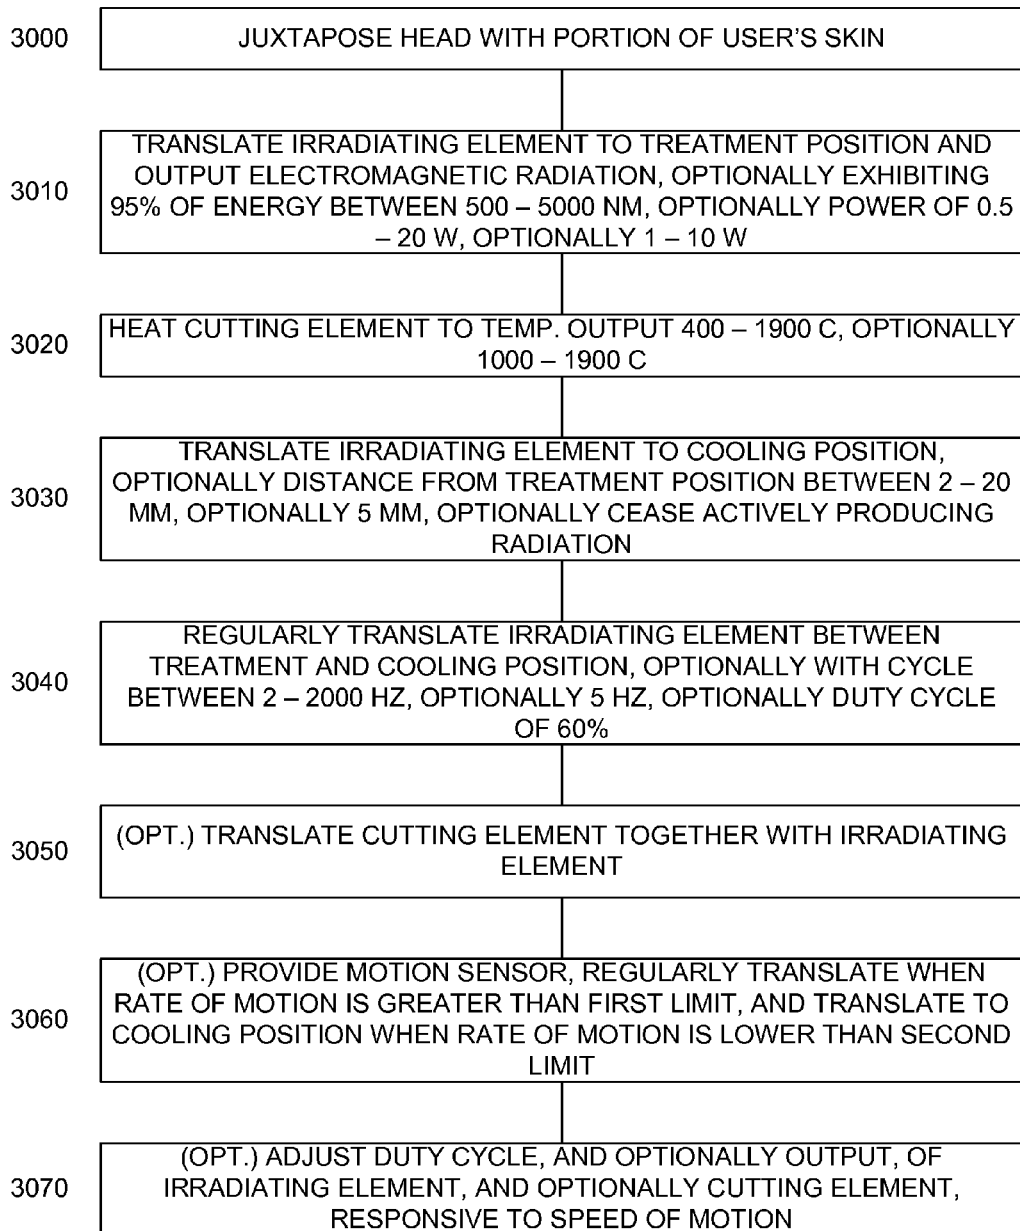 3000
JUXTAPOSE HEAD WITH PORTION OF USER'S SKIN
3010
TRANSLATE IRRADIATING ELEMENT TO TREATMENT POSITION AND
OUTPUT ELECTROMAGNETIC RADIATION, OPTIONALLY EXHIBITING
95% OF ENERGY BETWEEN 500 – 5000 NM, OPTIONALLY POWER OF 0.5
– 20 W, OPTIONALLY 1 – 10 W
3020
HEAT CUTTING ELEMENT TO TEMP. OUTPUT 400 – 1900 C, OPTIONALLY
1000 – 1900 C
3030
TRANSLATE IRRADIATING ELEMENT TO COOLING POSITION,
OPTIONALLY DISTANCE FROM TREATMENT POSITION BETWEEN 2 – 20
MM, OPTIONALLY 5 MM, OPTIONALLY CEASE ACTIVELY PRODUCING
RADIATION
3040
REGULARLY TRANSLATE IRRADIATING ELEMENT BETWEEN
TREATMENT AND COOLING POSITION, OPTIONALLY WITH CYCLE
BETWEEN 2 – 2000 HZ, OPTIONALLY 5 HZ, OPTIONALLY DUTY CYCLE
OF 60%
3050
(OPT.) TRANSLATE CUTTING ELEMENT TOGETHER WITH IRRADIATING
ELEMENT
3060
(OPT.) PROVIDE MOTION SENSOR, REGULARLY TRANSLATE WHEN
RATE OF MOTION IS GREATER THAN FIRST LIMIT, AND TRANSLATE TO
COOLING POSITION WHEN RATE OF MOTION IS LOWER THAN SECOND
LIMIT
3070
(OPT.) ADJUST DUTY CYCLE, AND OPTIONALLY OUTPUT, OF
IRRADIATING ELEMENT, AND OPTIONALLY CUTTING ELEMENT,
RESPONSIVE TO SPEED OF MOTION